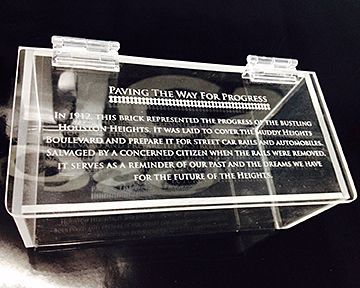 Paving The Way For Progress
In 1912, this brick represented the progress of the bustling
Houston Heights. It was laid to cover the muddy Heights
Boulevard and prepare it for street car rails and automobiles.
Salvaged by a concerned citizen when the rails were removed,
it serves as a reminder of our past and the dreams we have
for the future of the Heights.